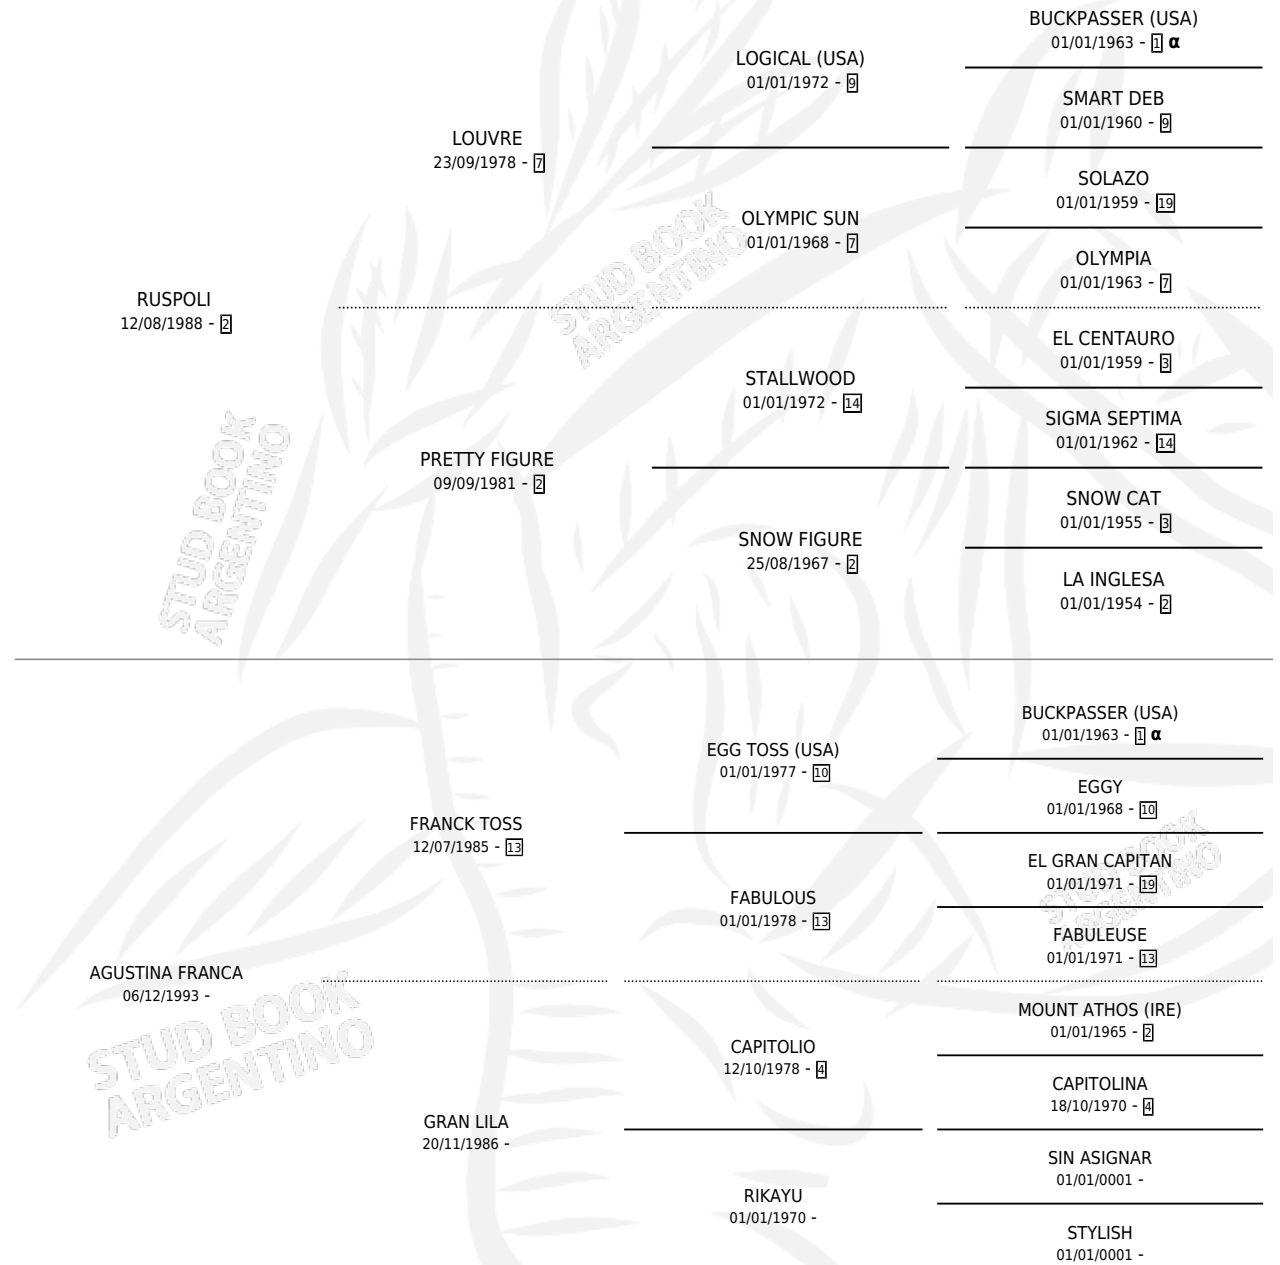 BUCKPASSER (USA)
01/01/1963 - 1 α
LOGICAL (USA)
01/01/1972 - 9
SMART DEB
01/01/1960 - 9
LOUVRE
23/09/1978 - 7
SOLAZO
01/01/1959 - 19
OLYMPIC SUN
01/01/1968 - 7
OLYMPIA
01/01/1963 - 7
RUSPOLI
12/08/1988 - 2
EL CENTAURO
01/01/1959 - 3
STALLWOOD
01/01/1972 - 14
SIGMA SEPTIMA
01/01/1962 - 14
PRETTY FIGURE
09/09/1981 - 2
SNOW CAT
01/01/1955 - 3
SNOW FIGURE
25/08/1967 - 2
LA INGLESA
01/01/1954 - 2
STUD BOOK
ARGENTINO
STUD BOOK
ARGENTINO
BUCKPASSER (USA)
01/01/1963 - 1 α
EGG TOSS (USA)
01/01/1977 - 10
EGGY
01/01/1968 - 10
FRANCK TOSS
12/07/1985 - 13
EL GRAN CAPITAN
01/01/1971 - 19
FABULOUS
01/01/1978 - 13
FABULEUSE
01/01/1971 - 13
AGUSTINA FRANCA
06/12/1993 -
MOUNT ATHOS (IRE)
01/01/1965 - 2
CAPITOLIO
12/10/1978 - 4
CAPITOLINA
18/10/1970 - 4
GRAN LILA
20/11/1986 -
SIN ASIGNAR
01/01/0001 -
RIKAYU
01/01/1970 -
STYLISH
01/01/0001 -
STUD BOOK
ARGENTINO
STUD BOOK
ARGENTINO